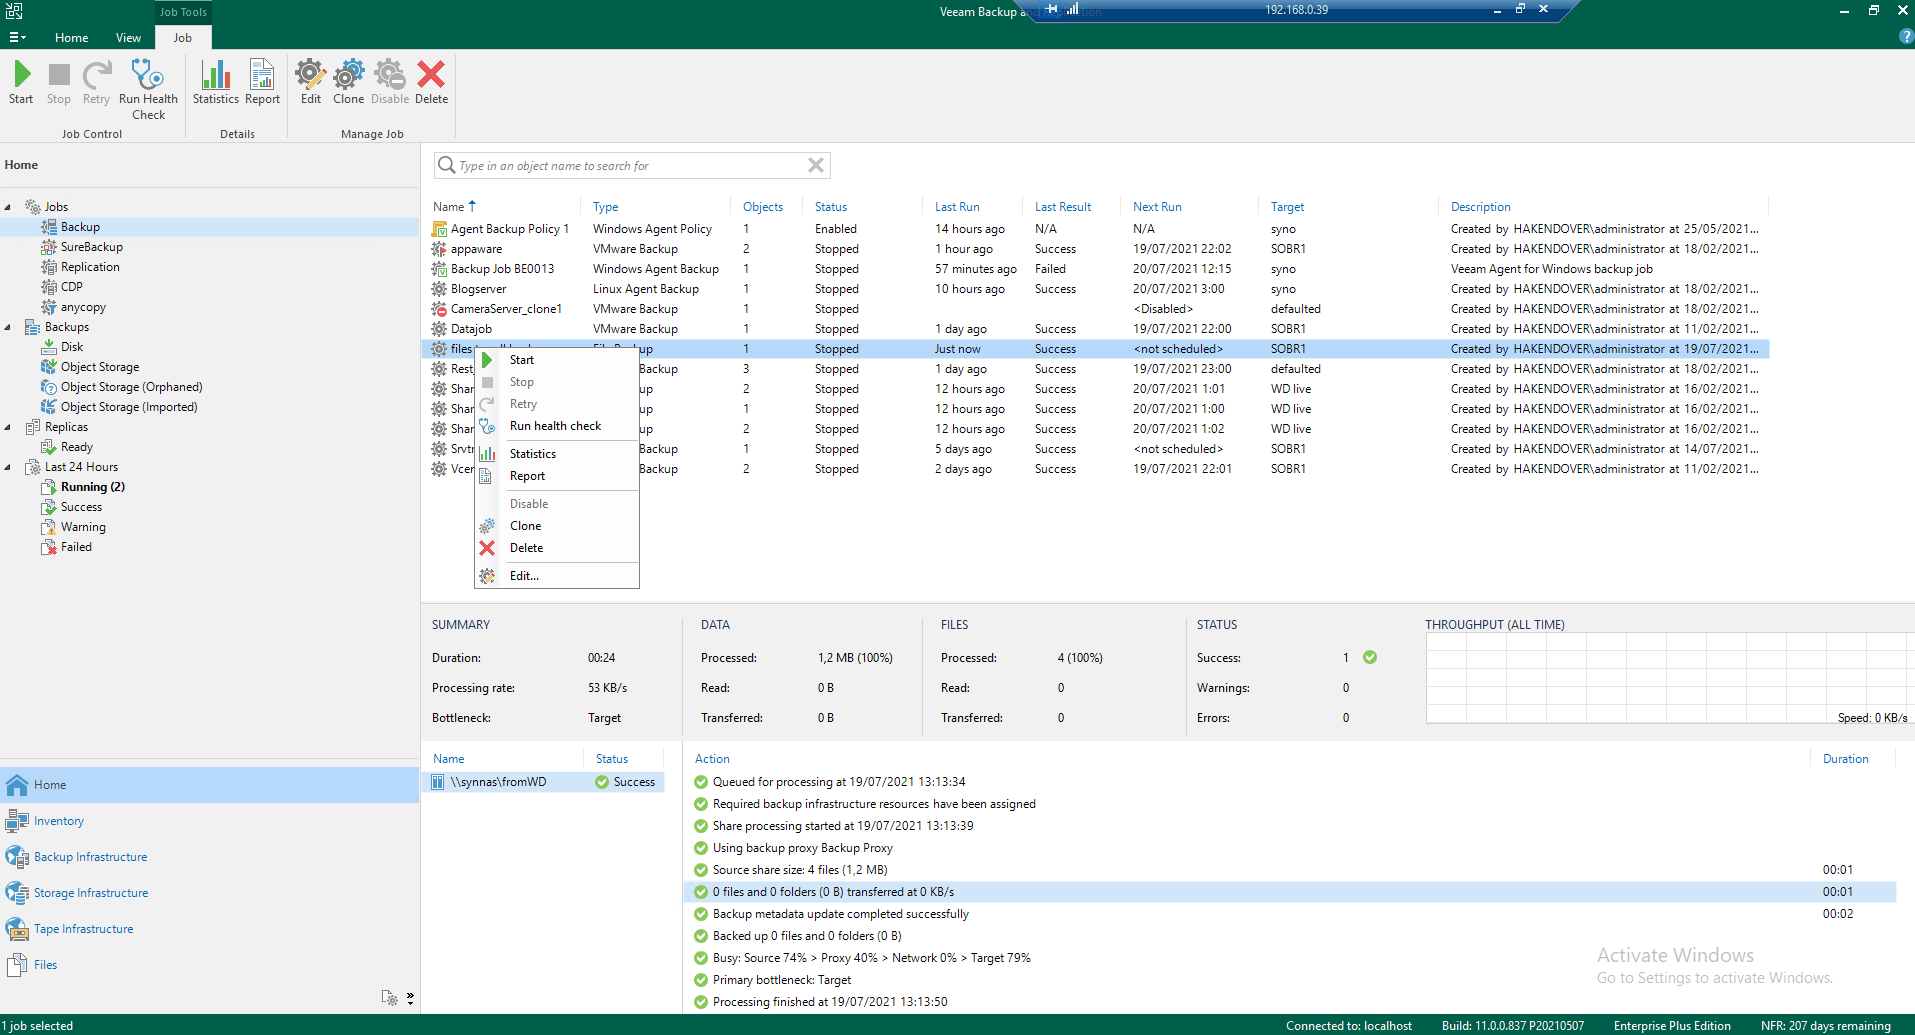 Job Tools
Veeam Backup and
192.168.0.39
Home
View
Job
Start
Stop
Retry
Run Health
Check
Statistics
Report
Edit
Clone
Disable
Delete
Job Control
Details
Manage Job
Home
Type in an object name to search for
Jobs
Backup
SureBackup
Replication
CDP
anycopy
Backups
Disk
Object Storage
Object Storage (Orphaned)
Object Storage (Imported)
Replicas
Ready
Last 24 Hours
Running (2)
Success
Warning
Failed
Name Type Objects Status Last Run Last Result Next Run Target Description
Agent Backup Policy 1 Windows Agent Policy 1 Enabled 14 hours ago N/A N/A syno Created by HAKENDOVER\administrator at 25/05/2021...
appaware VMware Backup 2 Stopped 1 hour ago Success 19/07/2021 22:02 SOBR1 Created by HAKENDOVER\administrator at 18/02/2021...
Backup Job BE0013 Windows Agent Backup 1 Stopped 57 minutes ago Failed 20/07/2021 12:15 syno Veeam Agent for Windows backup job
Blogserver Linux Agent Backup 1 Stopped 10 hours ago Success 20/07/2021 3:00 syno Created by HAKENDOVER\administrator at 18/02/2021...
CameraServer_clone1 VMware Backup 1 Stopped <Disabled> defaulted Created by HAKENDOVER\administrator at 18/02/2021...
Datajob VMware Backup 1 Stopped 1 day ago Success 19/07/2021 22:00 SOBR1 Created by HAKENDOVER\administrator at 11/02/2021...
files up 1 Stopped Just now Success <not scheduled> SOBR1 Created by HAKENDOVER\administrator at 19/07/2021...
Rest Backup 3 Stopped 1 day ago Success 19/07/2021 23:00 defaulted Created by HAKENDOVER\administrator at 18/02/2021...
Shar up 2 Stopped 12 hours ago Success 20/07/2021 1:01 WD live Created by HAKENDOVER\administrator at 16/02/2021...
Shar up 1 Stopped 12 hours ago Success 20/07/2021 1:00 WD live Created by HAKENDOVER\administrator at 16/02/2021...
Shar up 2 Stopped 12 hours ago Success 20/07/2021 1:02 WD live Created by HAKENDOVER\administrator at 16/02/2021...
Srvtr Backup 1 Stopped 5 days ago Success <not scheduled> SOBR1 Created by HAKENDOVER\administrator at 14/07/2021...
Vcen Backup 2 Stopped 2 days ago Success 19/07/2021 22:01 SOBR1 Created by HAKENDOVER\administrator at 11/02/2021...
Start
Stop
Retry
Run health check
Statistics
Report
Disable
Clone
Delete
Edit...
SUMMARY
Duration: 00:24
Processing rate: 53 KB/s
Bottleneck: Target
DATA
Processed: 1,2 MB (100%)
Read: 0 B
Transferred: 0 B
FILES
Processed: 4 (100%)
Read: 0
Transferred: 0
STATUS
Success: 1
Warnings: 0
Errors: 0
THROUGHPUT (ALL TIME)
Speed: 0 KB/s
Name Status
\\synnas\fromWD Success
Action Duration
Queued for processing at 19/07/2021 13:13:34
Required backup infrastructure resources have been assigned
Share processing started at 19/07/2021 13:13:39
Using backup proxy Backup Proxy
Source share size: 4 files (1,2 MB) 00:01
0 files and 0 folders (0 B) transferred at 0 KB/s 00:01
Backup metadata update completed successfully 00:02
Backed up 0 files and 0 folders (0 B)
Busy: Source 74% > Proxy 40% > Network 0% > Target 79%
Primary bottleneck: Target
Processing finished at 19/07/2021 13:13:50
Home
Inventory
Backup Infrastructure
Storage Infrastructure
Tape Infrastructure
Files
Activate Windows
Go to Settings to activate Windows.
1 job selected
Connected to: localhost
Build: 11.0.0.837 P20210507
Enterprise Plus Edition
NFR: 207 days remaining